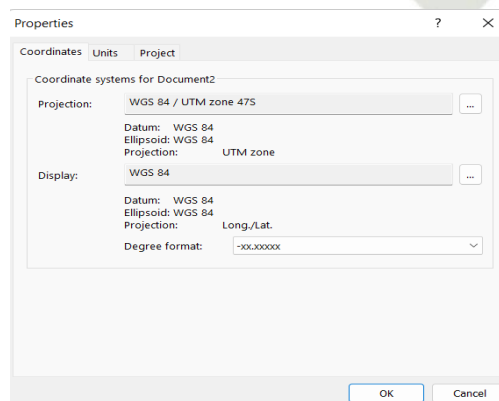 Properties ? ×
Coordinates Units Project
Coordinate systems for Document2
Projection: WGS 84 / UTM zone 47S ...
Datum: WGS 84
Ellipsoid: WGS 84
Projection: UTM zone
Display: WGS 84 ...
Datum: WGS 84
Ellipsoid: WGS 84
Projection: Long./Lat.
Degree format: -xx.xxxxx
OK Cancel